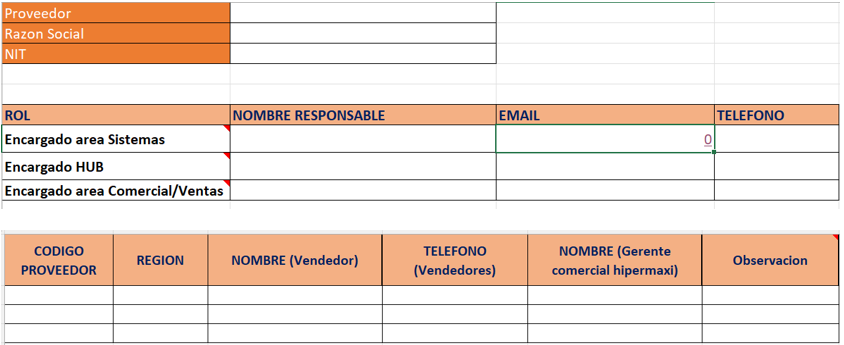 Proveedor
Razon Social
NIT
ROL NOMBRE RESPONSABLE EMAIL TELEFONO
Encargado area Sistemas 0
Encargado HUB
Encargado area Comercial/Ventas
CODIGO PROVEEDOR REGION NOMBRE (Vendedor) TELEFONO (Vendedores) NOMBRE (Gerente comercial hipermaxi) Observacion